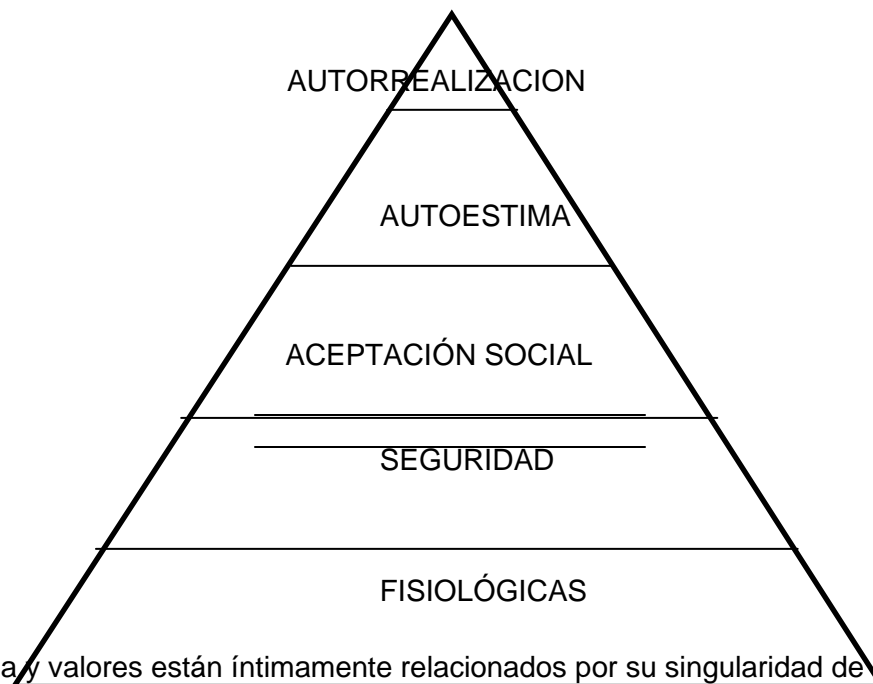 AUTORREALIZACION
AUTOESTIMA
ACEPTACIÓN SOCIAL
SEGURIDAD
FISIOLÓGICAS
a y valores están íntimamente relacionados por su singularidad de